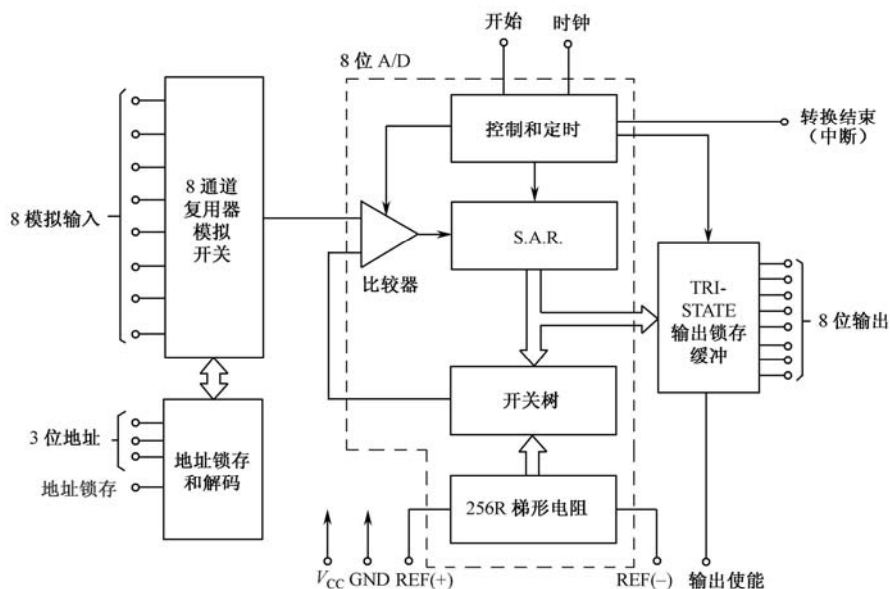 开始
时钟
8 位 A/D
控制和定时
转换结束
（中断）
8 模拟输入
8 通道
复用器
模拟
开关
S.A.R.
比较器
TRI-
STATE
输出锁存
缓冲
8 位输出
开关树
3 位地址
地址锁存
地址锁存
和解码
256R 梯形电阻
VCC GND REF(+)
REF(–)
输出使能